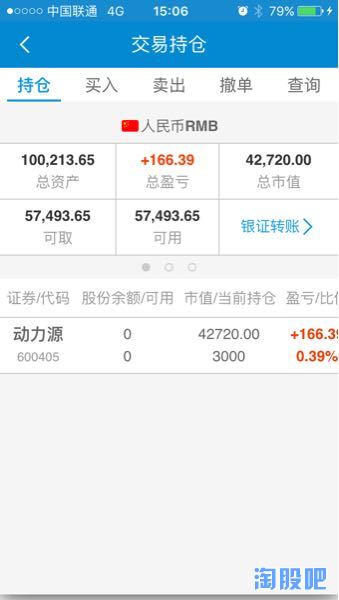 中国联通 4G 15:06 79%
交易持仓
持仓 买入 卖出 撤单 查询
人民币RMB
100,213.65 +166.39 42,720.00
总资产 总盈亏 总市值
57,493.65 57,493.65 银证转账
可取 可用
证券/代码 股份余额/可用 市值/当前持仓 盈亏/比
动力源 0 42720.00 +166.39
600405 0 3000 0.39%
淘股吧